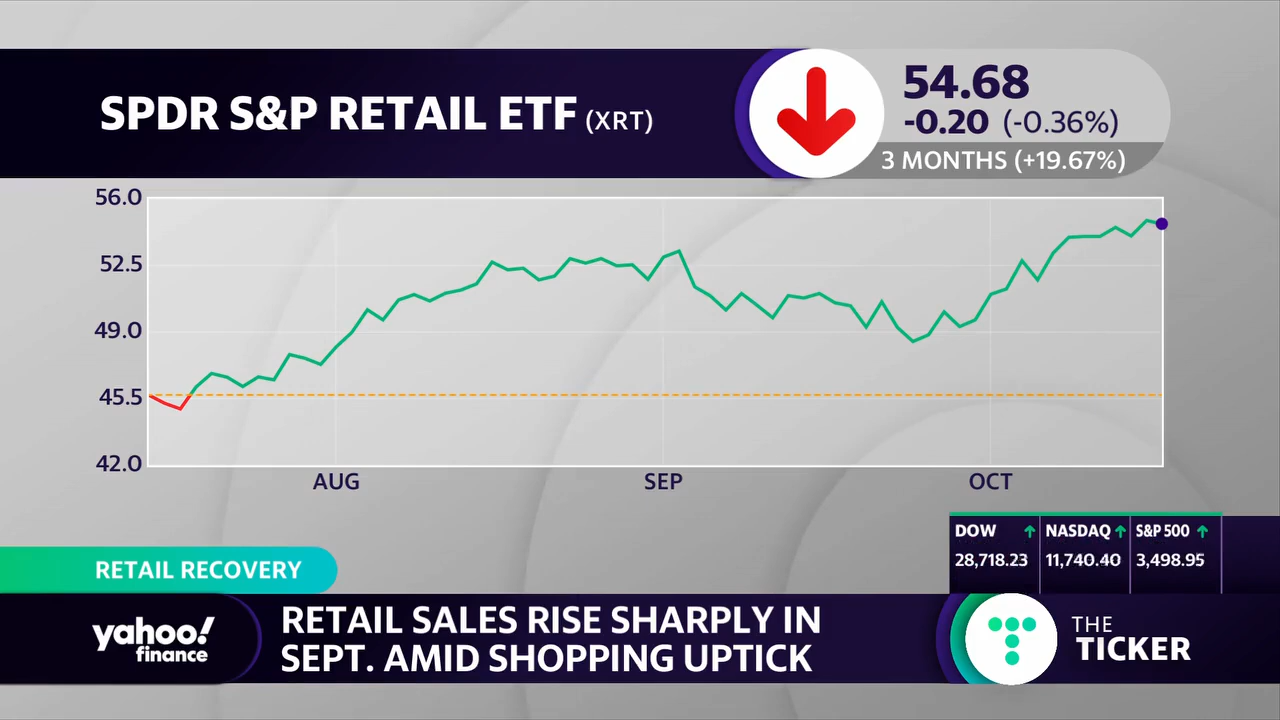 SPDR S&P RETAIL ETF (XRT)
54.68
-0.20 (-0.36%)
3 MONTHS (+19.67%)
56.0
52.5
49.0
45.5
42.0
AUG SEP OCT
DOW NASDAQ S&P 500
28,718.23 11,740.40 3,498.95
RETAIL RECOVERY
yahoo!
finance
RETAIL SALES RISE SHARPLY IN
SEPT. AMID SHOPPING UPTICK
THE
TICKER